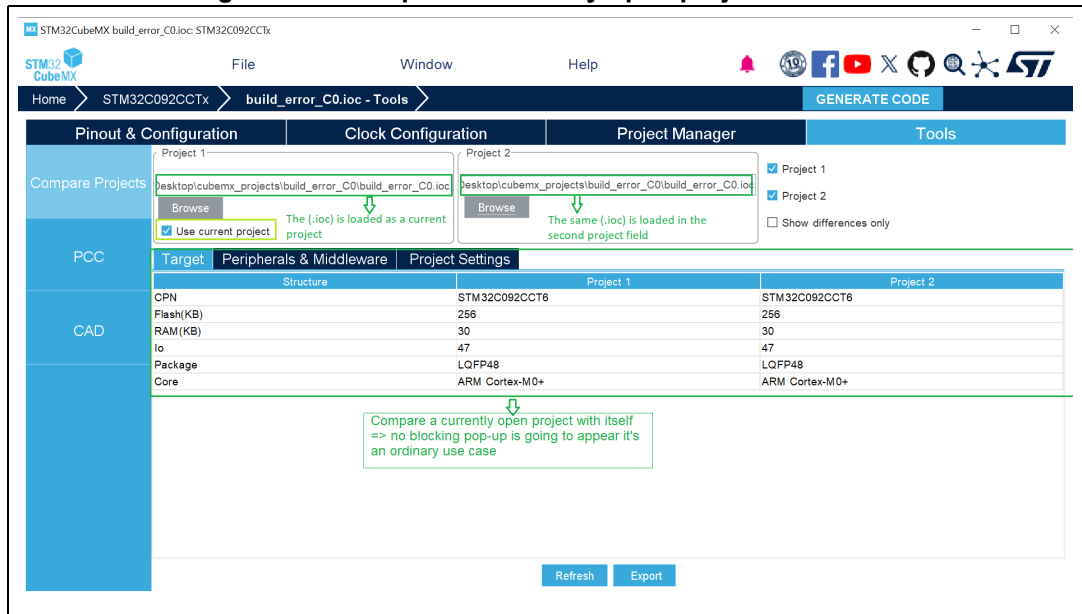 STM32CubeMX build_error_C0.ioc: STM32C092CCTx
STM32
CubeMX
File
Window
Help
10
Home
STM32C092CCTx
build_error_C0.ioc - Tools
GENERATE CODE
Pinout & Configuration
Clock Configuration
Project Manager
Tools
Compare Projects
PCC
CAD
Project 1
Desktop\cubemx_projects\build_error_C0\build_error_C0.ioc
Browse
Use current project
The (.ioc) is loaded as a current
project
Project 2
Desktop\cubemx_projects\build_error_C0\build_error_C0.ioc
Browse
The same (.ioc) is loaded in the
second project field
Project 1
Project 2
Show differences only
Target Peripherals & Middleware Project Settings
Structure Project 1 Project 2
CPN STM32C092CCT6 STM32C092CCT6
Flash(KB) 256 256
RAM(KB) 30 30
Io 47 47
Package LQFP48 LQFP48
Core ARM Cortex-M0+ ARM Cortex-M0+
Compare a currently open project with itself
=> no blocking pop-up is going to appear it's
an ordinary use case
Refresh
Export